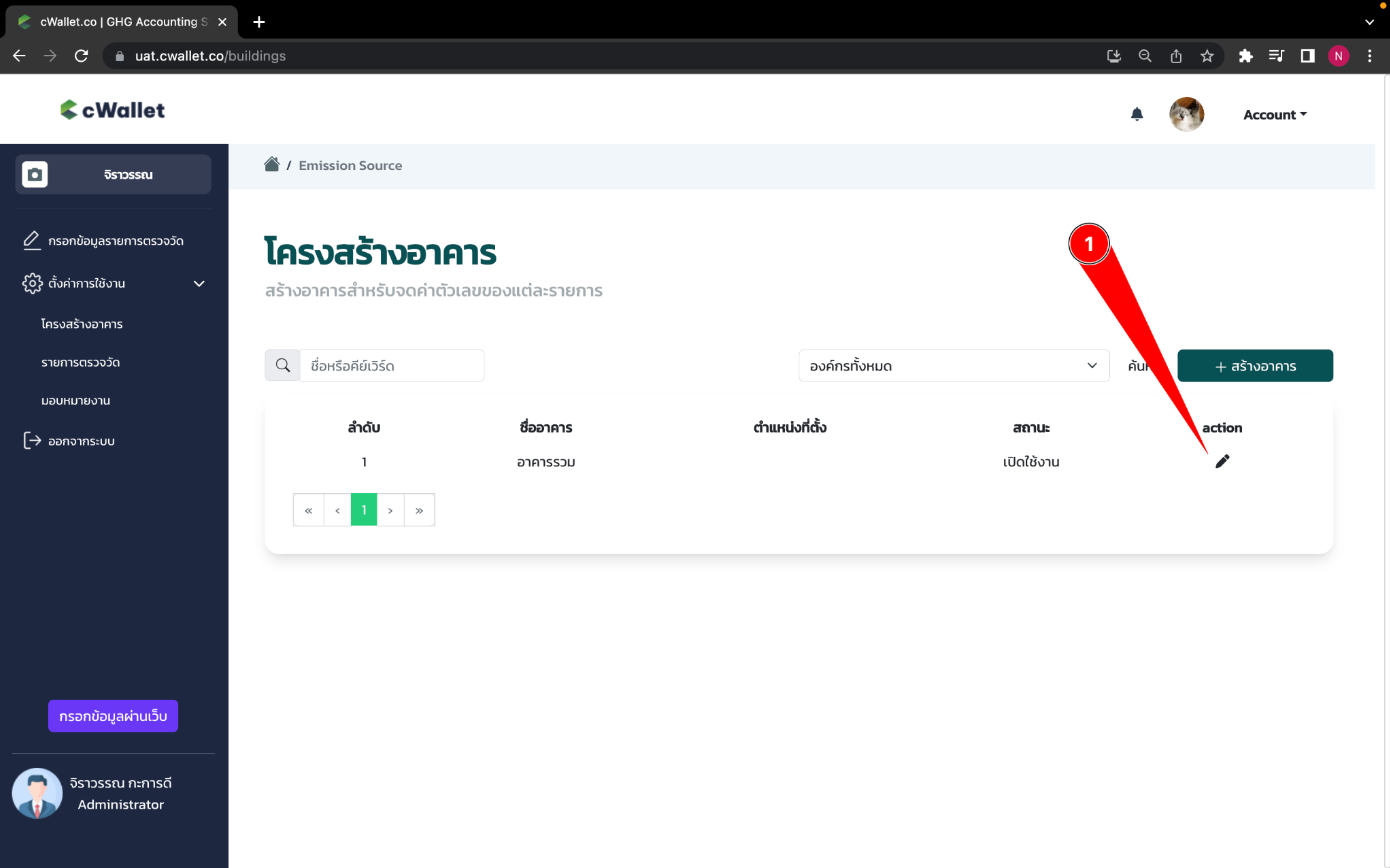 cWallet.co | GHG Accounting S
uat.cwallet.co/buildings
N
cWallet
Account
จิราวรรณ
/ Emission Source
กรอกข้อมูลรายการตรวจวัด
ตั้งค่าการใช้งาน
โครงสร้างอาคาร
รายการตรวจวัด
มอบหมายงาน
ออกจากระบบ
โครงสร้างอาคาร
สร้างอาคารสำหรับจดค่าตัวเลขของแต่ละรายการ
1
ชื่อหรือคีย์เวิร์ด
องค์กรทั้งหมด
+ สร้างอาคาร
ลำดับ ชื่ออาคาร ตำแหน่งที่ตั้ง สถานะ action
1 อาคารรวม เปิดใช้งาน
« ‹ 1 › »
กรอกข้อมูลผ่านเว็บ
จิราวรรณ กะการดี
Administrator